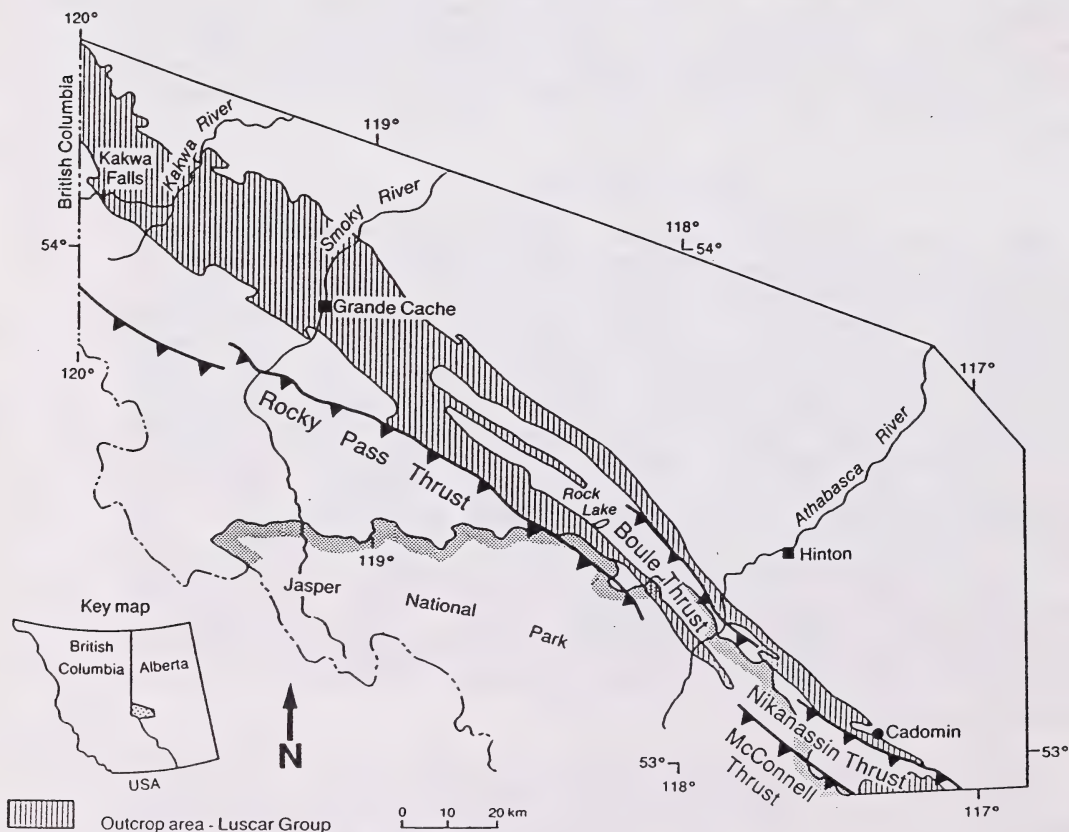 120°
British Columbia
Kakwa
Falls
Kakwa River
119°
Smoky River
118°
54°
54°
Grande Cache
120°
Rocky Pass Thrust
117°
Athabasca River
Rock
Lake
Boule Thrust
Hinton
119°
Jasper National Park
Key map
British
Columbia
Alberta
USA
N
Nikanassin Thrust
McConnell
Thrust
Cadomin
53°
118°
53°
117°
Outcrop area - Luscar Group
0 10 20 km